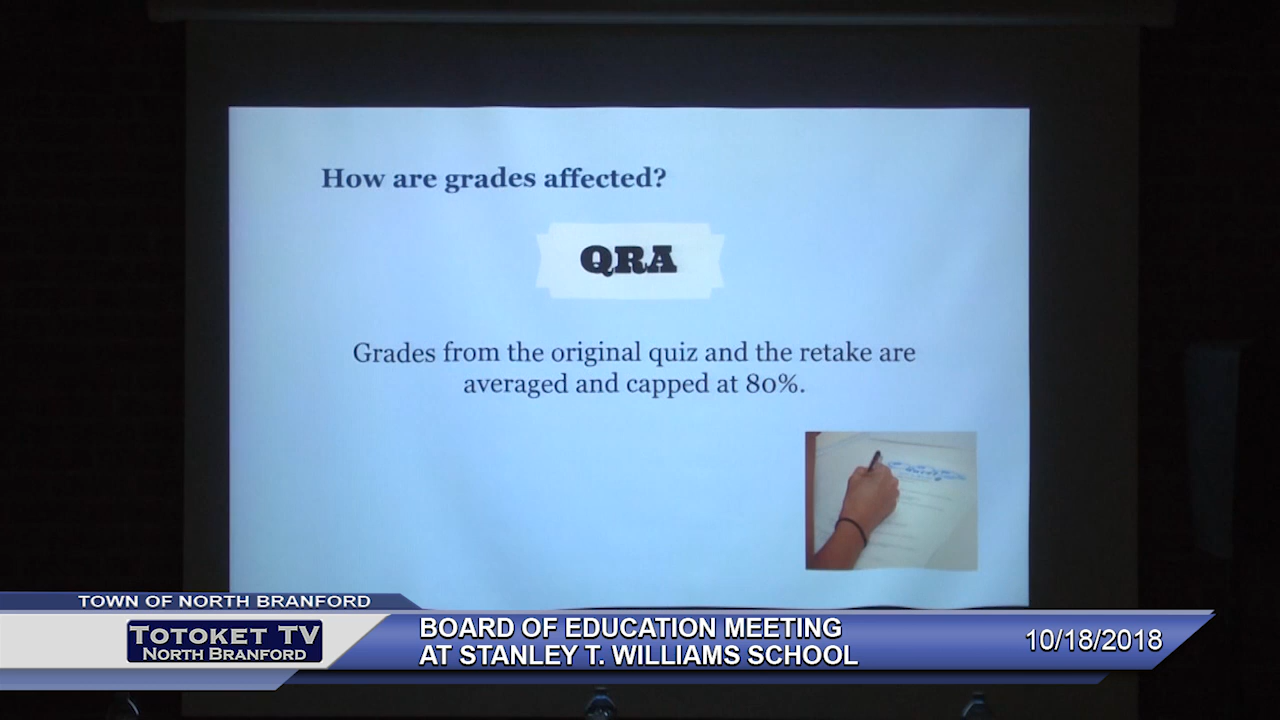 How are grades affected?
QRA
Grades from the original quiz and the retake are
averaged and capped at 80%.
TOWN OF NORTH BRANFORD
TOTOKET TV
NORTH BRANFORD
BOARD OF EDUCATION MEETING
AT STANLEY T. WILLIAMS SCHOOL
10/18/2018